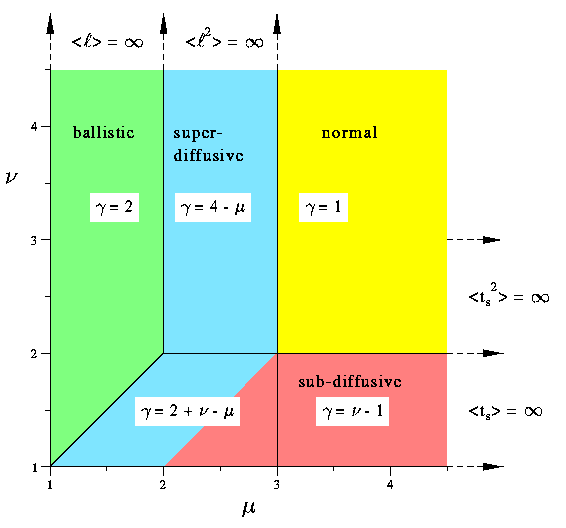 <ℓ> = ∞
<ℓ²> = ∞
4
ballistic
super-
diffusive
normal
ν
γ = 2
γ = 4 - μ
γ = 1
3
<tₛ²> = ∞
2
sub-diffusive
γ = 2 + ν - μ
γ = ν - 1
<tₛ> = ∞
1
1 2 3 4
μ